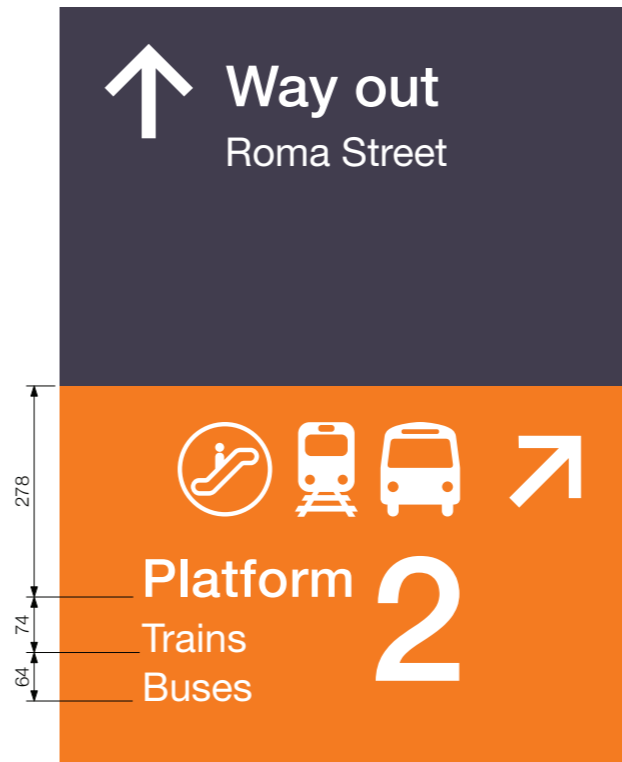 Way out
Roma Street
278
Platform 2
74
Trains
64
Buses